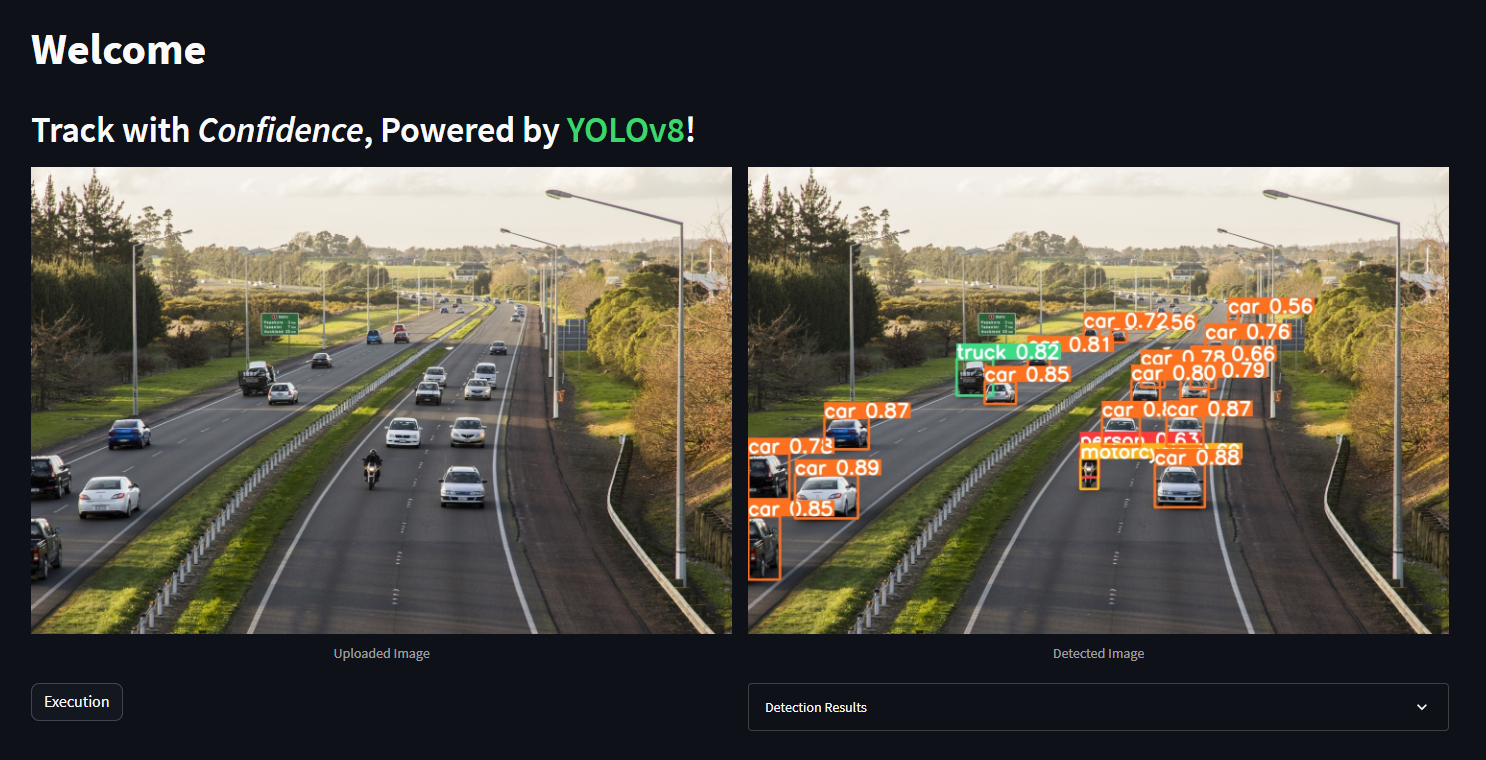 Welcome
Track with Confidence, Powered by YOLOv8!
car 0.56
car 0.72
56
car 0.76
0.81
truck 0.82
car 0.78
0.66
car 0.85
car 0.80
0.79
car 0.87
car
car 0.87
person 0.63
car 0.78
car 0.88
car 0.89
car 0.85
Uploaded Image
Detected Image
Execution
Detection Results